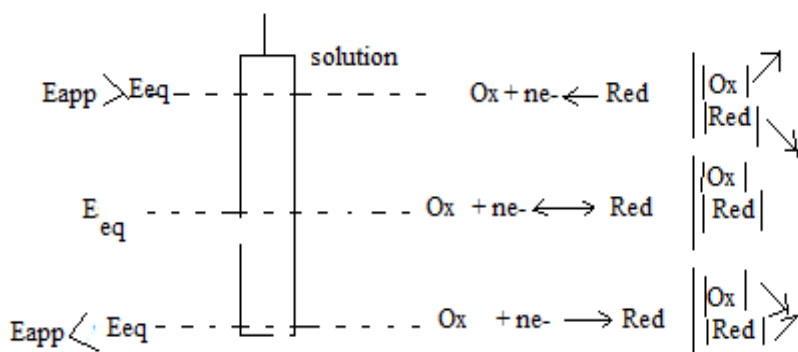 solution
Eapp > Eeq Ox + ne- ← Red |Ox|
|Red|
E eq Ox + ne- ↔ Red |Ox|
|Red|
Eapp < Eeq Ox + ne- → Red |Ox|
|Red|